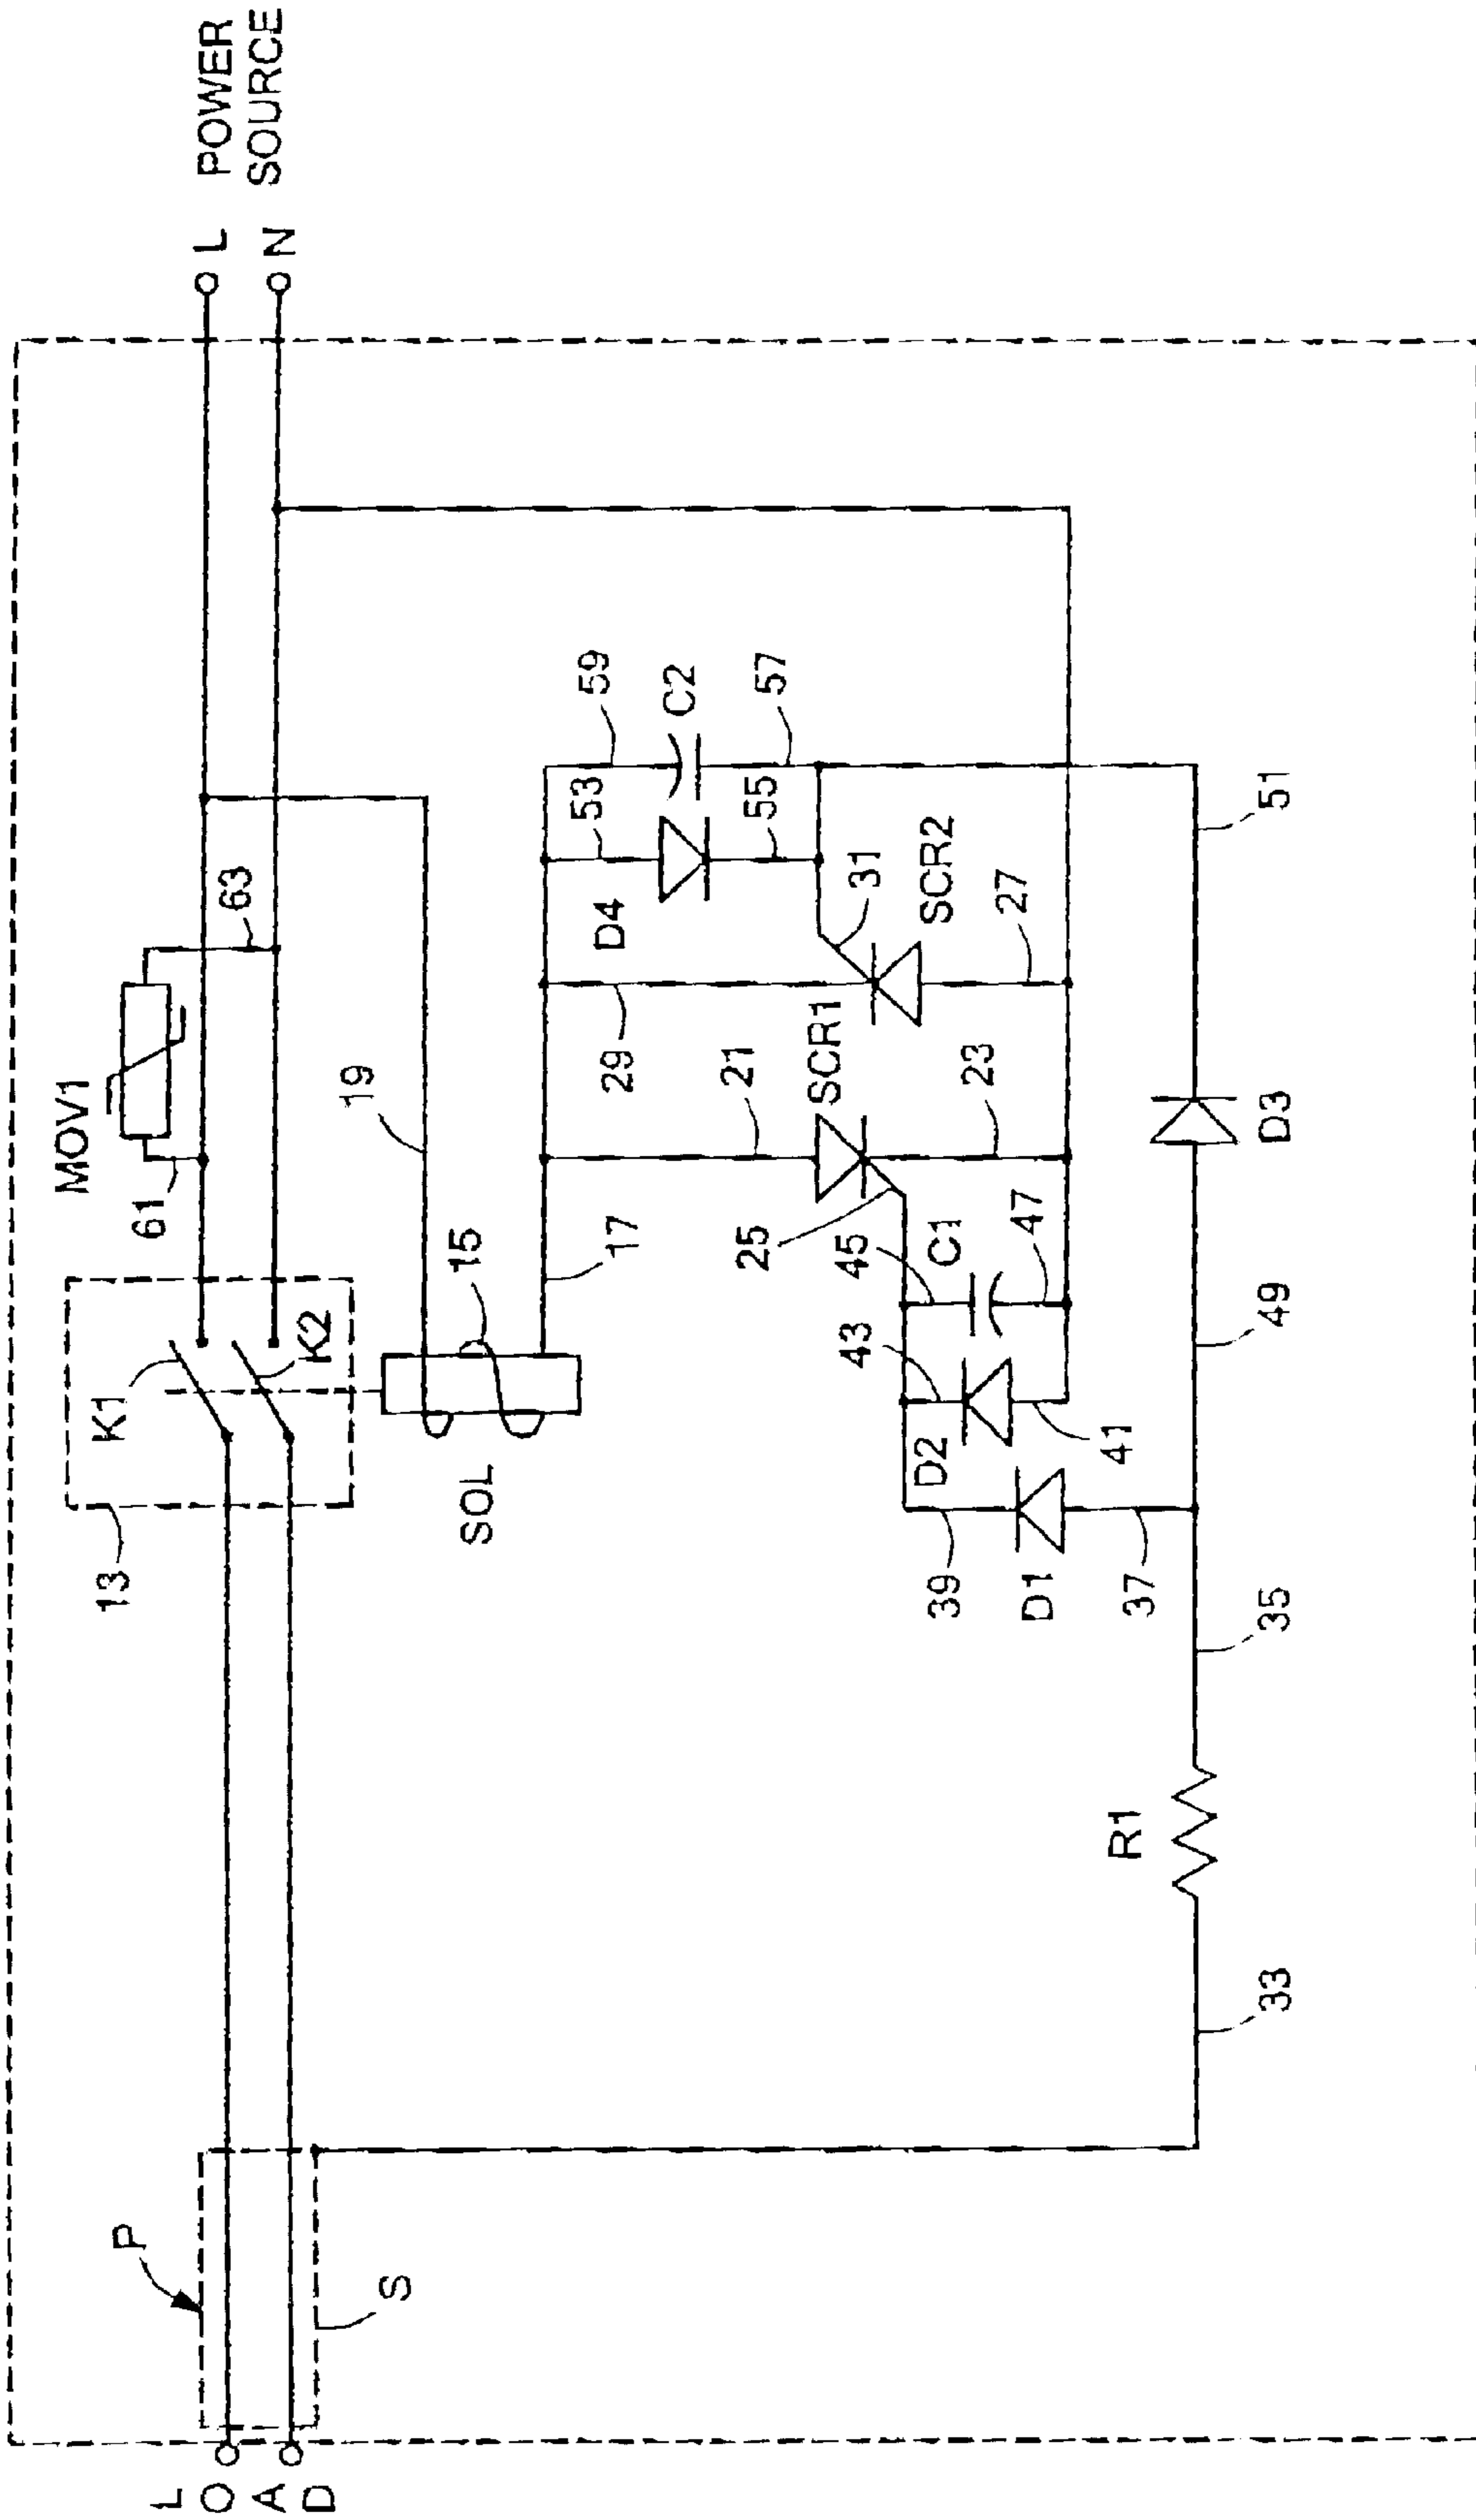 POWER
SOURCE
L
N
MOV1
61
63
K1
K2
13
15
SOL
19
17
59
53
C2
57
55
D4
31
SCR2
27
29
21
SCR1
23
25
45
C1
47
43
D2
41
39
D1
37
51
D3
49
35
R1
33
P
S
L
O
A
D